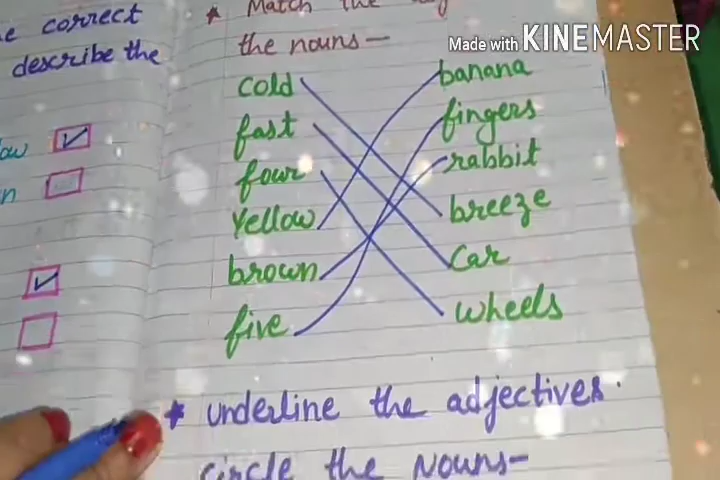 correct
describe the
* Match the
the nouns—
cold banana
fast fingers
four rabbit
Yellow breeze
brown car
five wheels
* underline the adjectives.
circle the Nouns—
Made with KINEMASTER